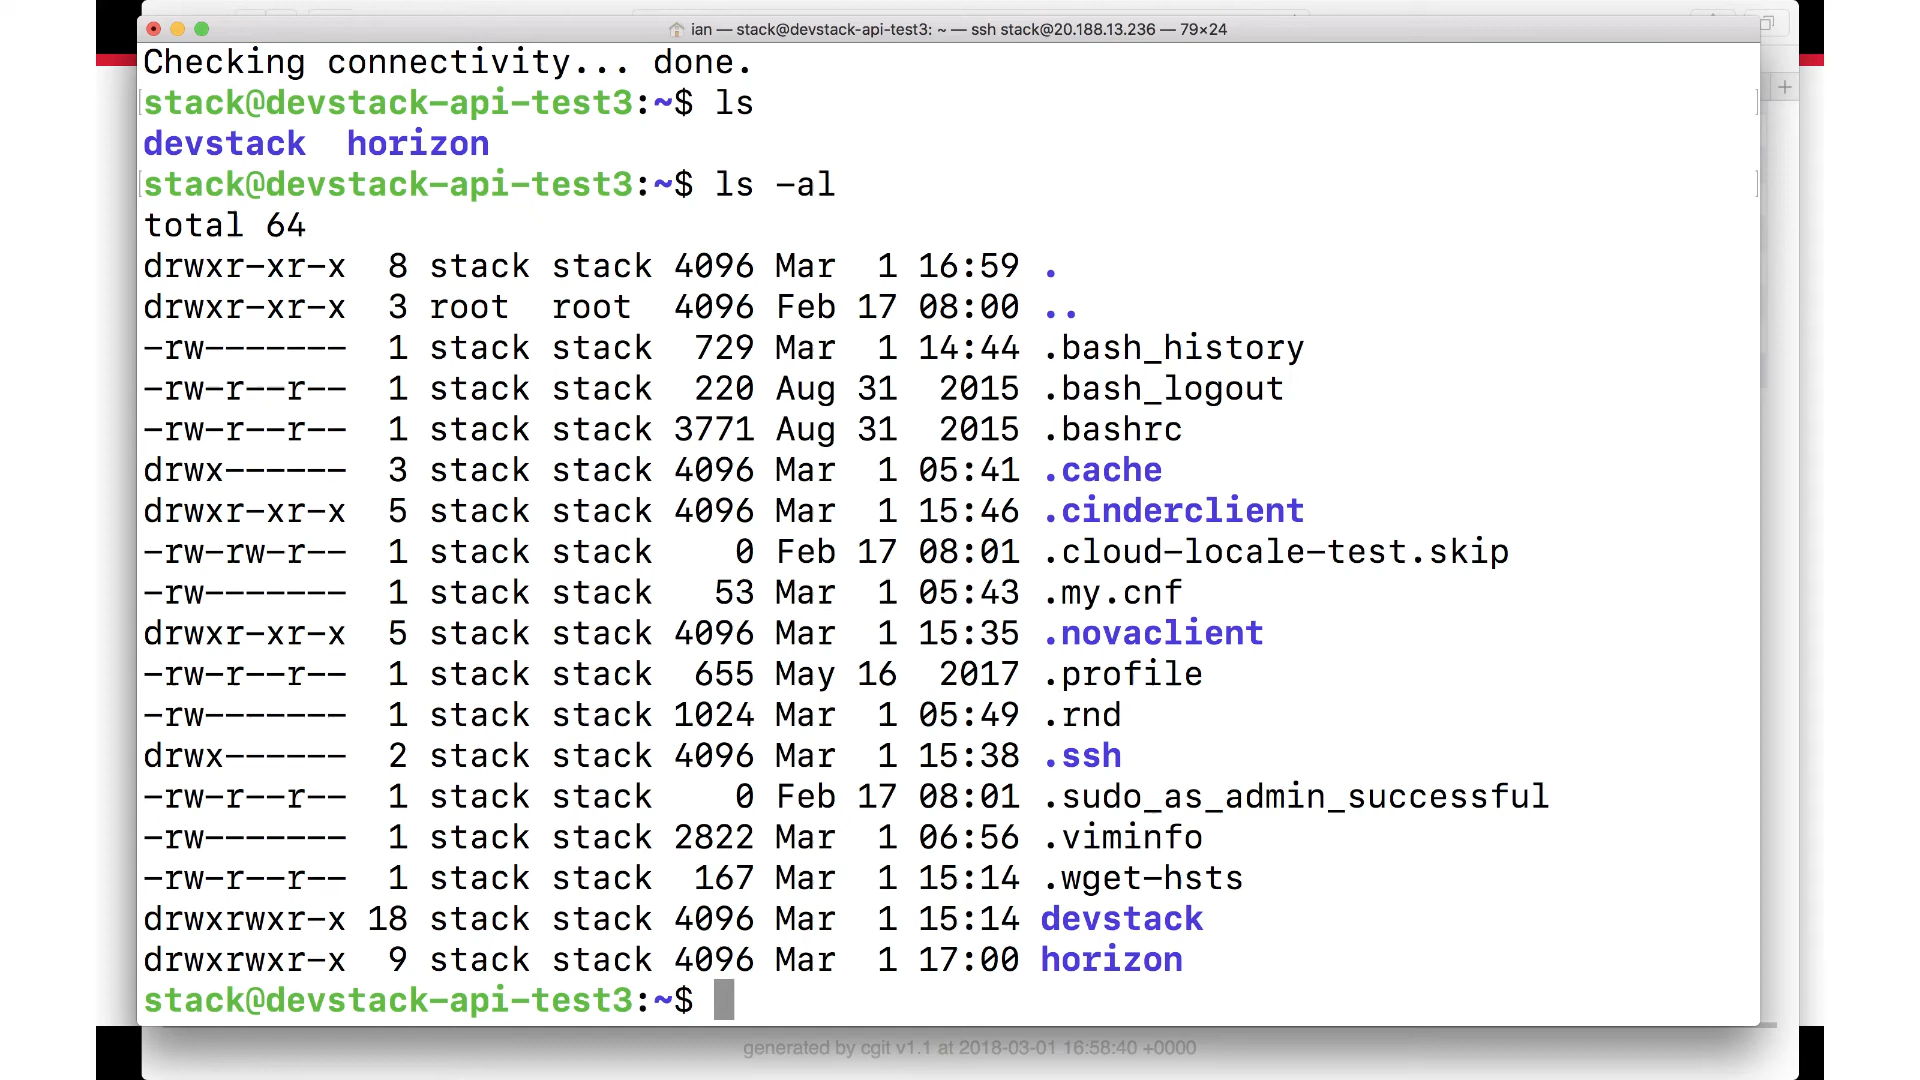 ian — stack@devstack-api-test3: ~ — ssh stack@20.188.13.236 — 79×24
Checking connectivity... done.
stack@devstack-api-test3:~$ ls
devstack  horizon
stack@devstack-api-test3:~$ ls -al
total 64
drwxr-xr-x  8 stack stack 4096 Mar  1 16:59 .
drwxr-xr-x  3 root  root  4096 Feb 17 08:00 ..
-rw-------  1 stack stack  729 Mar  1 14:44 .bash_history
-rw-r--r--  1 stack stack  220 Aug 31  2015 .bash_logout
-rw-r--r--  1 stack stack 3771 Aug 31  2015 .bashrc
drwx------  3 stack stack 4096 Mar  1 05:41 .cache
drwxr-xr-x  5 stack stack 4096 Mar  1 15:46 .cinderclient
-rw-rw-r--  1 stack stack    0 Feb 17 08:01 .cloud-locale-test.skip
-rw-------  1 stack stack   53 Mar  1 05:43 .my.cnf
drwxr-xr-x  5 stack stack 4096 Mar  1 15:35 .novaclient
-rw-r--r--  1 stack stack  655 May 16  2017 .profile
-rw-------  1 stack stack 1024 Mar  1 05:49 .rnd
drwx------  2 stack stack 4096 Mar  1 15:38 .ssh
-rw-r--r--  1 stack stack    0 Feb 17 08:01 .sudo_as_admin_successful
-rw-------  1 stack stack 2822 Mar  1 06:56 .viminfo
-rw-r--r--  1 stack stack  167 Mar  1 15:14 .wget-hsts
drwxrwxr-x 18 stack stack 4096 Mar  1 15:14 devstack
drwxrwxr-x  9 stack stack 4096 Mar  1 17:00 horizon
stack@devstack-api-test3:~$
generated by cgit v1.1 at 2018-03-01 16:58:40 +0000